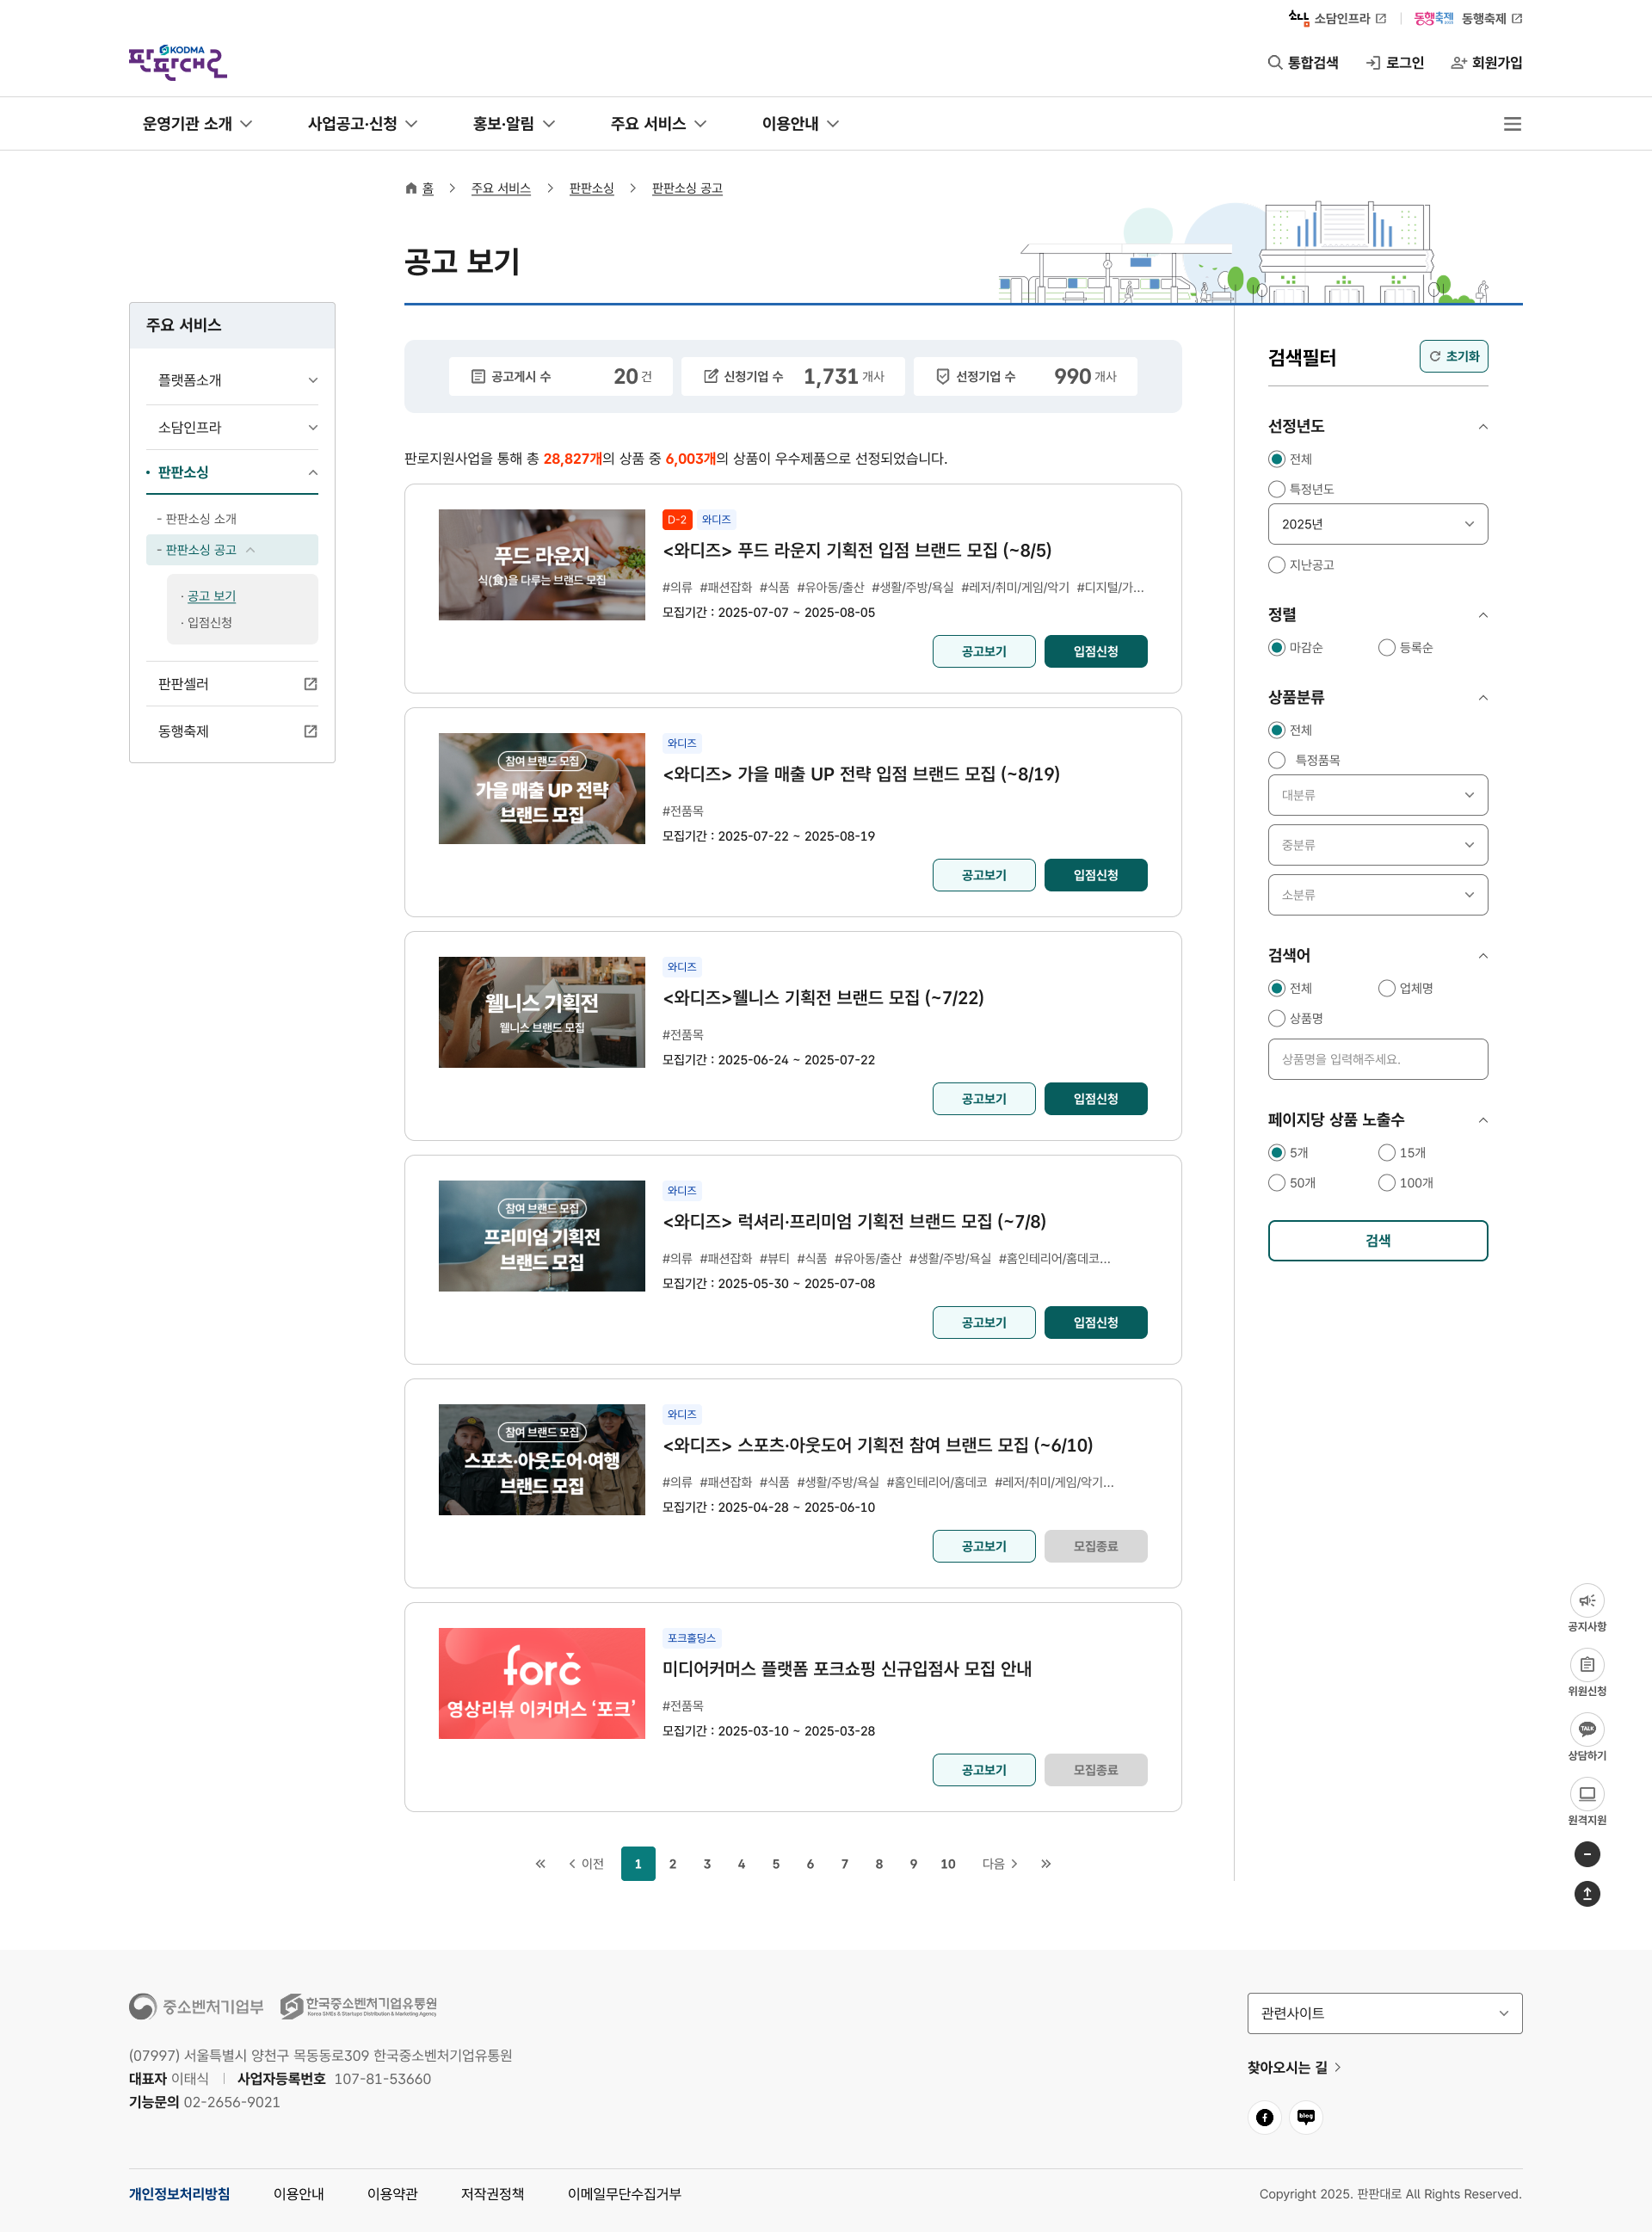 소담 소담인프라
동행축제 동행축제
KODMA
판판대로
통합검색
로그인
회원가입
운영기관 소개
사업공고·신청
홍보·알림
주요 서비스
이용안내
홈 주요 서비스 판판소싱 판판소싱 공고
공고 보기
주요 서비스
플랫폼소개
소담인프라
판판소싱
- 판판소싱 소개
- 판판소싱 공고
· 공고 보기
· 입점신청
판판셀러
동행축제
공고게시 수 20 건
신청기업 수 1,731 개사
선정기업 수 990 개사
판로지원사업을 통해 총 28,827개의 상품 중 6,003개의 상품이 우수제품으로 선정되었습니다.
푸드 라운지
식(食)을 다루는 브랜드 모집
D-2 와디즈
<와디즈> 푸드 라운지 기획전 입점 브랜드 모집 (~8/5)
#의류 #패션잡화 #식품 #유아동/출산 #생활/주방/욕실 #레저/취미/게임/악기 #디지털/가...
모집기간 : 2025-07-07 ~ 2025-08-05
공고보기
입점신청
참여 브랜드 모집
가을 매출 UP 전략
브랜드 모집
와디즈
<와디즈> 가을 매출 UP 전략 입점 브랜드 모집 (~8/19)
#전품목
모집기간 : 2025-07-22 ~ 2025-08-19
공고보기
입점신청
웰니스 기획전
웰니스 브랜드 모집
와디즈
<와디즈>웰니스 기획전 브랜드 모집 (~7/22)
#전품목
모집기간 : 2025-06-24 ~ 2025-07-22
공고보기
입점신청
참여 브랜드 모집
프리미엄 기획전
브랜드 모집
와디즈
<와디즈> 럭셔리·프리미엄 기획전 브랜드 모집 (~7/8)
#의류 #패션잡화 #뷰티 #식품 #유아동/출산 #생활/주방/욕실 #홈인테리어/홈데코...
모집기간 : 2025-05-30 ~ 2025-07-08
공고보기
입점신청
참여 브랜드 모집
스포츠·아웃도어·여행
브랜드 모집
와디즈
<와디즈> 스포츠·아웃도어 기획전 참여 브랜드 모집 (~6/10)
#의류 #패션잡화 #식품 #생활/주방/욕실 #홈인테리어/홈데코 #레저/취미/게임/악기...
모집기간 : 2025-04-28 ~ 2025-06-10
공고보기
모집종료
forc
영상리뷰 이커머스 ‘포크’
포크홀딩스
미디어커머스 플랫폼 포크쇼핑 신규입점사 모집 안내
#전품목
모집기간 : 2025-03-10 ~ 2025-03-28
공고보기
모집종료
이전 1 2 3 4 5 6 7 8 9 10 다음
검색필터
초기화
선정년도
전체
특정년도
2025년
지난공고
정렬
마감순
등록순
상품분류
전체
특정품목
대분류
중분류
소분류
검색어
전체
업체명
상품명
상품명을 입력해주세요.
페이지당 상품 노출수
5개
15개
50개
100개
검색
공지사항
위원신청
TALK
상담하기
원격지원
중소벤처기업부
한국중소벤처기업유통원
Korea SMEs & Startups Distribution & Marketing Agency
(07997) 서울특별시 양천구 목동동로309 한국중소벤처기업유통원
대표자 이태식 사업자등록번호 107-81-53660
기능문의 02-2656-9021
관련사이트
찾아오시는 길
blog
개인정보처리방침
이용안내
이용약관
저작권정책
이메일무단수집거부
Copyright 2025. 판판대로 All Rights Reserved.